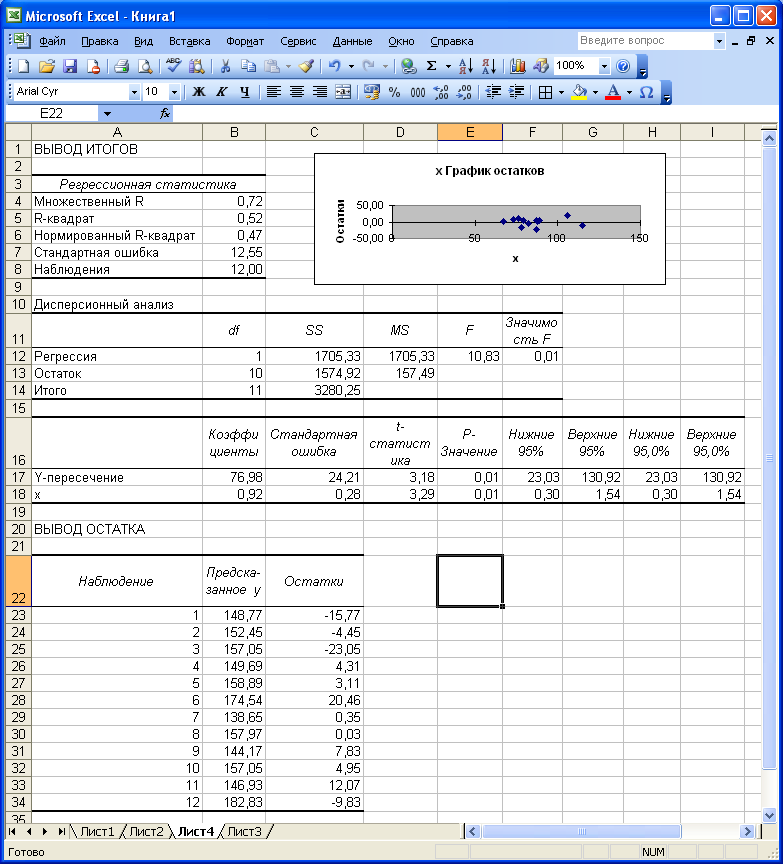 Microsoft Excel - Книга1
Файл Правка Вид Вставка Формат Сервис Данные Окно Справка Введите вопрос
100%
Arial Cyr 10 Ж К Ч
E22 fx
A B C D E F G H I
1 ВЫВОД ИТОГОВ
2
x График остатков
3 Регрессионная статистика
4 Множественный R 0,72
5 R-квадрат 0,52
6 Нормированный R-квадрат 0,47
7 Стандартная ошибка 12,55
8 Наблюдения 12,00
Остатки
50,00
0,00
-50,00
0 50 100 150
x
9
10 Дисперсионный анализ
11 df SS MS F Значимо
сть F
12 Регрессия 1 1705,33 1705,33 10,83 0,01
13 Остаток 10 1574,92 157,49
14 Итого 11 3280,25
15
16 Коэффи
циенты Стандартная
ошибка t-
статист
ика P-
Значение Нижние
95% Верхние
95% Нижние
95,0% Верхние
95,0%
17 Y-пересечение 76,98 24,21 3,18 0,01 23,03 130,92 23,03 130,92
18 x 0,92 0,28 3,29 0,01 0,30 1,54 0,30 1,54
19
20 ВЫВОД ОСТАТКА
21
22 Наблюдение Предска-
занное y Остатки
23 1 148,77 -15,77
24 2 152,45 -4,45
25 3 157,05 -23,05
26 4 149,69 4,31
27 5 158,89 3,11
28 6 174,54 20,46
29 7 138,65 0,35
30 8 157,97 0,03
31 9 144,17 7,83
32 10 157,05 4,95
33 11 146,93 12,07
34 12 182,83 -9,83
35
Лист1 Лист2 Лист4 Лист3
Готово NUM